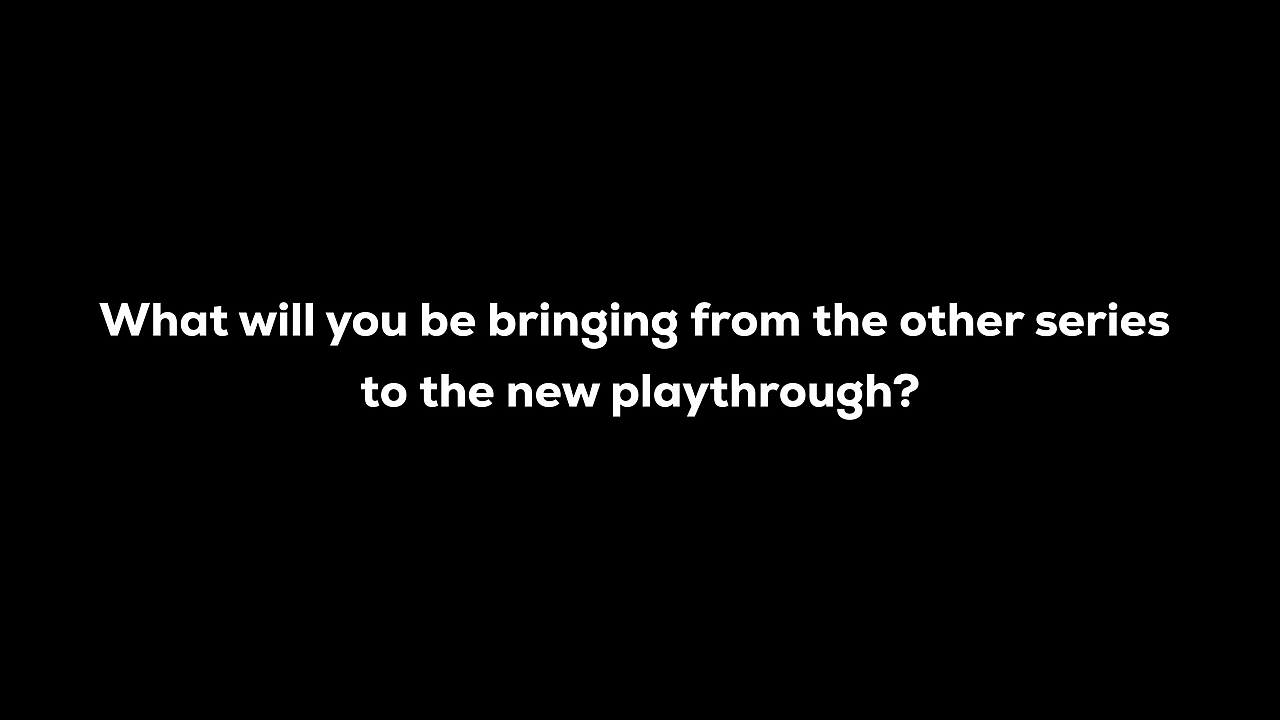 What will you be bringing from the other series
to the new playthrough?